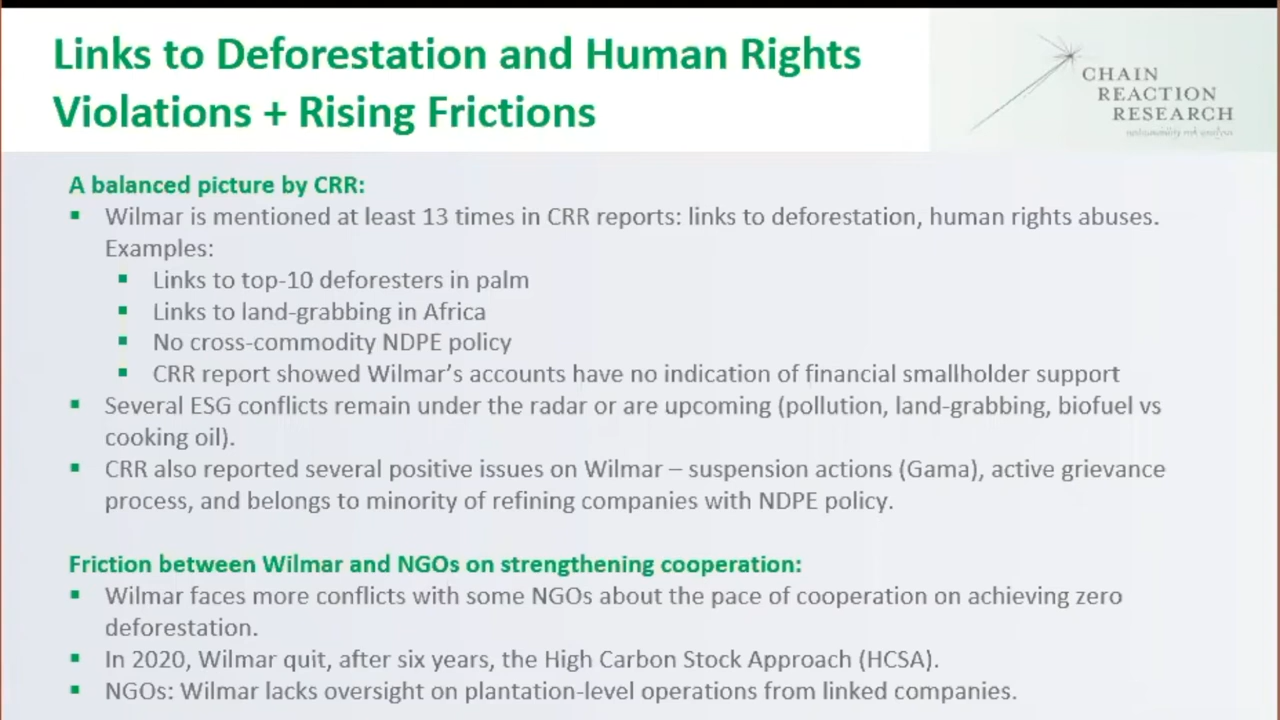 Links to Deforestation and Human Rights
Violations + Rising Frictions
CHAIN
REACTION
RESEARCH
sustainability risk analysis
A balanced picture by CRR:
▪ Wilmar is mentioned at least 13 times in CRR reports: links to deforestation, human rights abuses.
Examples:
▪ Links to top-10 deforesters in palm
▪ Links to land-grabbing in Africa
▪ No cross-commodity NDPE policy
▪ CRR report showed Wilmar’s accounts have no indication of financial smallholder support
▪ Several ESG conflicts remain under the radar or are upcoming (pollution, land-grabbing, biofuel vs
cooking oil).
▪ CRR also reported several positive issues on Wilmar – suspension actions (Gama), active grievance
process, and belongs to minority of refining companies with NDPE policy.
Friction between Wilmar and NGOs on strengthening cooperation:
▪ Wilmar faces more conflicts with some NGOs about the pace of cooperation on achieving zero
deforestation.
▪ In 2020, Wilmar quit, after six years, the High Carbon Stock Approach (HCSA).
▪ NGOs: Wilmar lacks oversight on plantation-level operations from linked companies.